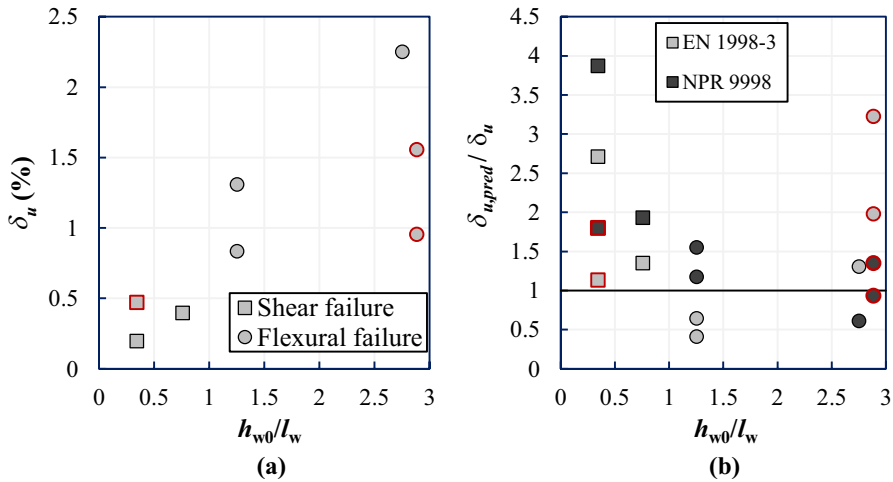 2.5
2
1.5
1
0.5
0
δu (%)
Shear failure
Flexural failure
0 0.5 1 1.5 2 2.5 3
hw0/lw
(a)
4.5
4
3.5
3
2.5
2
1.5
1
0.5
0
δu,pred / δu
EN 1998-3
NPR 9998
0 0.5 1 1.5 2 2.5 3
hw0/lw
(b)